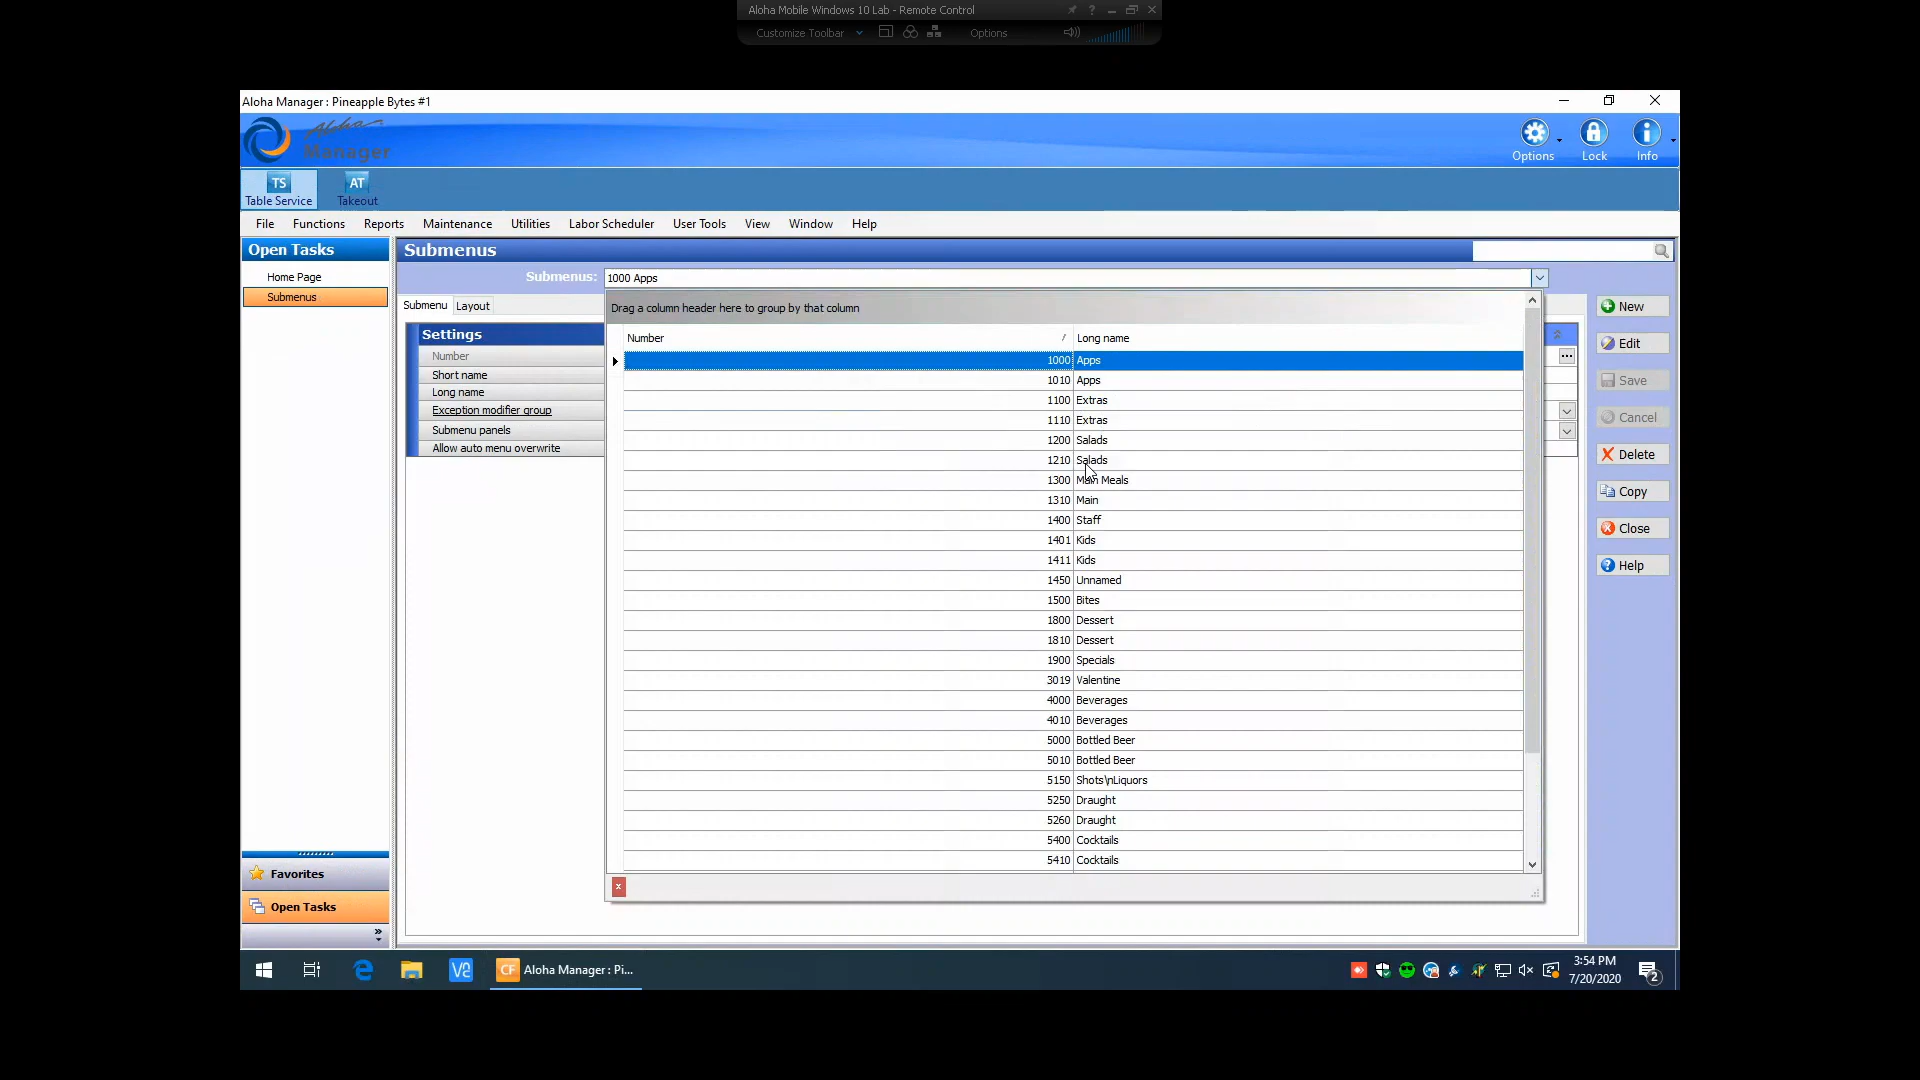 Aloha Mobile Windows 10 Lab - Remote Control
Customize Toolbar
Options
Aloha Manager : Pineapple Bytes #1
Aloha
Manager
Options
Lock
Info
TS
Table Service
AT
Takeout
File
Functions
Reports
Maintenance
Utilities
Labor Scheduler
User Tools
View
Window
Help
Open Tasks
Home Page
Submenus
Submenus
Submenus:
1000 Apps
Submenu
Layout
Settings
Number
Short name
Long name
Exception modifier group
Submenu panels
Allow auto menu overwrite
Drag a column header here to group by that column
Number
Long name
1000 Apps
1010 Apps
1100 Extras
1110 Extras
1200 Salads
1210 Salads
1300 Main Meals
1310 Main
1400 Staff
1401 Kids
1411 Kids
1450 Unnamed
1500 Bites
1800 Dessert
1810 Dessert
1900 Specials
3019 Valentine
4000 Beverages
4010 Beverages
5000 Bottled Beer
5010 Bottled Beer
5150 Shots\nLiquors
5250 Draught
5260 Draught
5400 Cocktails
5410 Cocktails
New
Edit
Save
Cancel
Delete
Copy
Close
Help
Favorites
Open Tasks
CF
Aloha Manager : Pi...
3:54 PM
7/20/2020
2